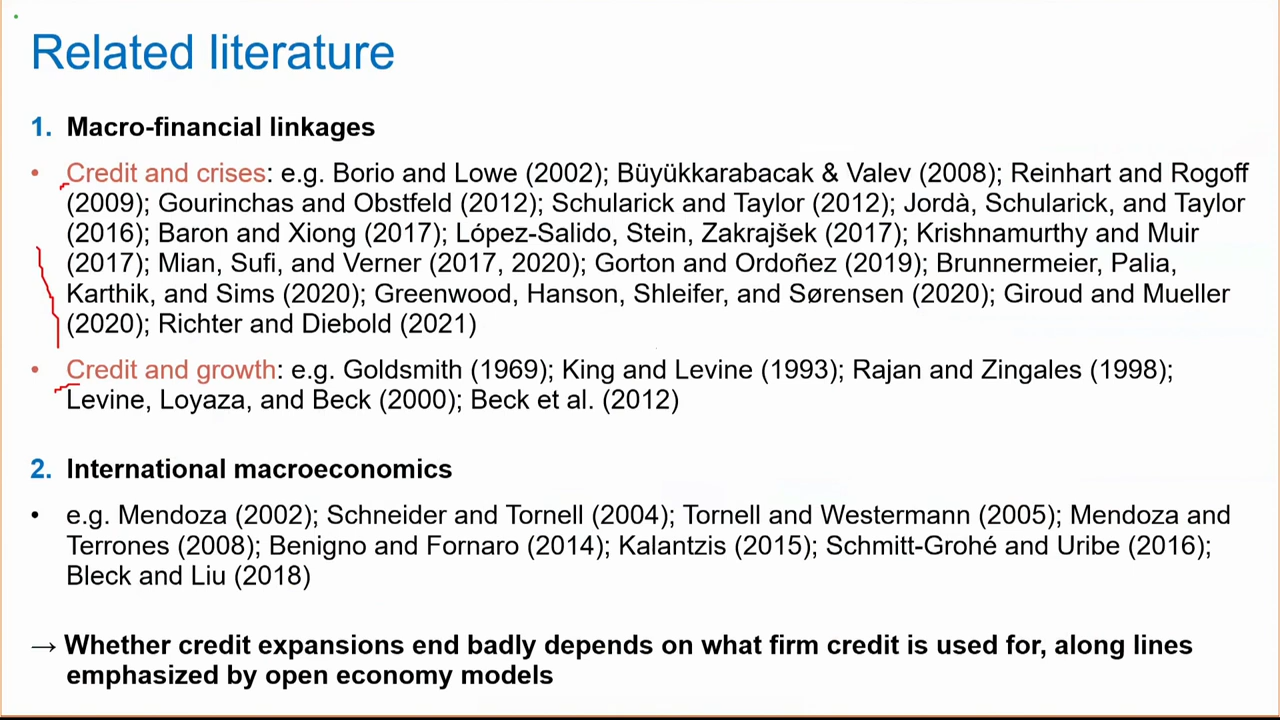 Related literature
1. Macro-financial linkages
• Credit and crises: e.g. Borio and Lowe (2002); Büyükkarabacak & Valev (2008); Reinhart and Rogoff
(2009); Gourinchas and Obstfeld (2012); Schularick and Taylor (2012); Jordà, Schularick, and Taylor
(2016); Baron and Xiong (2017); López-Salido, Stein, Zakrajšek (2017); Krishnamurthy and Muir
(2017); Mian, Sufi, and Verner (2017, 2020); Gorton and Ordoñez (2019); Brunnermeier, Palia,
Karthik, and Sims (2020); Greenwood, Hanson, Shleifer, and Sørensen (2020); Giroud and Mueller
(2020); Richter and Diebold (2021)
• Credit and growth: e.g. Goldsmith (1969); King and Levine (1993); Rajan and Zingales (1998);
Levine, Loyaza, and Beck (2000); Beck et al. (2012)
2. International macroeconomics
• e.g. Mendoza (2002); Schneider and Tornell (2004); Tornell and Westermann (2005); Mendoza and
Terrones (2008); Benigno and Fornaro (2014); Kalantzis (2015); Schmitt-Grohé and Uribe (2016);
Bleck and Liu (2018)
→ Whether credit expansions end badly depends on what firm credit is used for, along lines
emphasized by open economy models